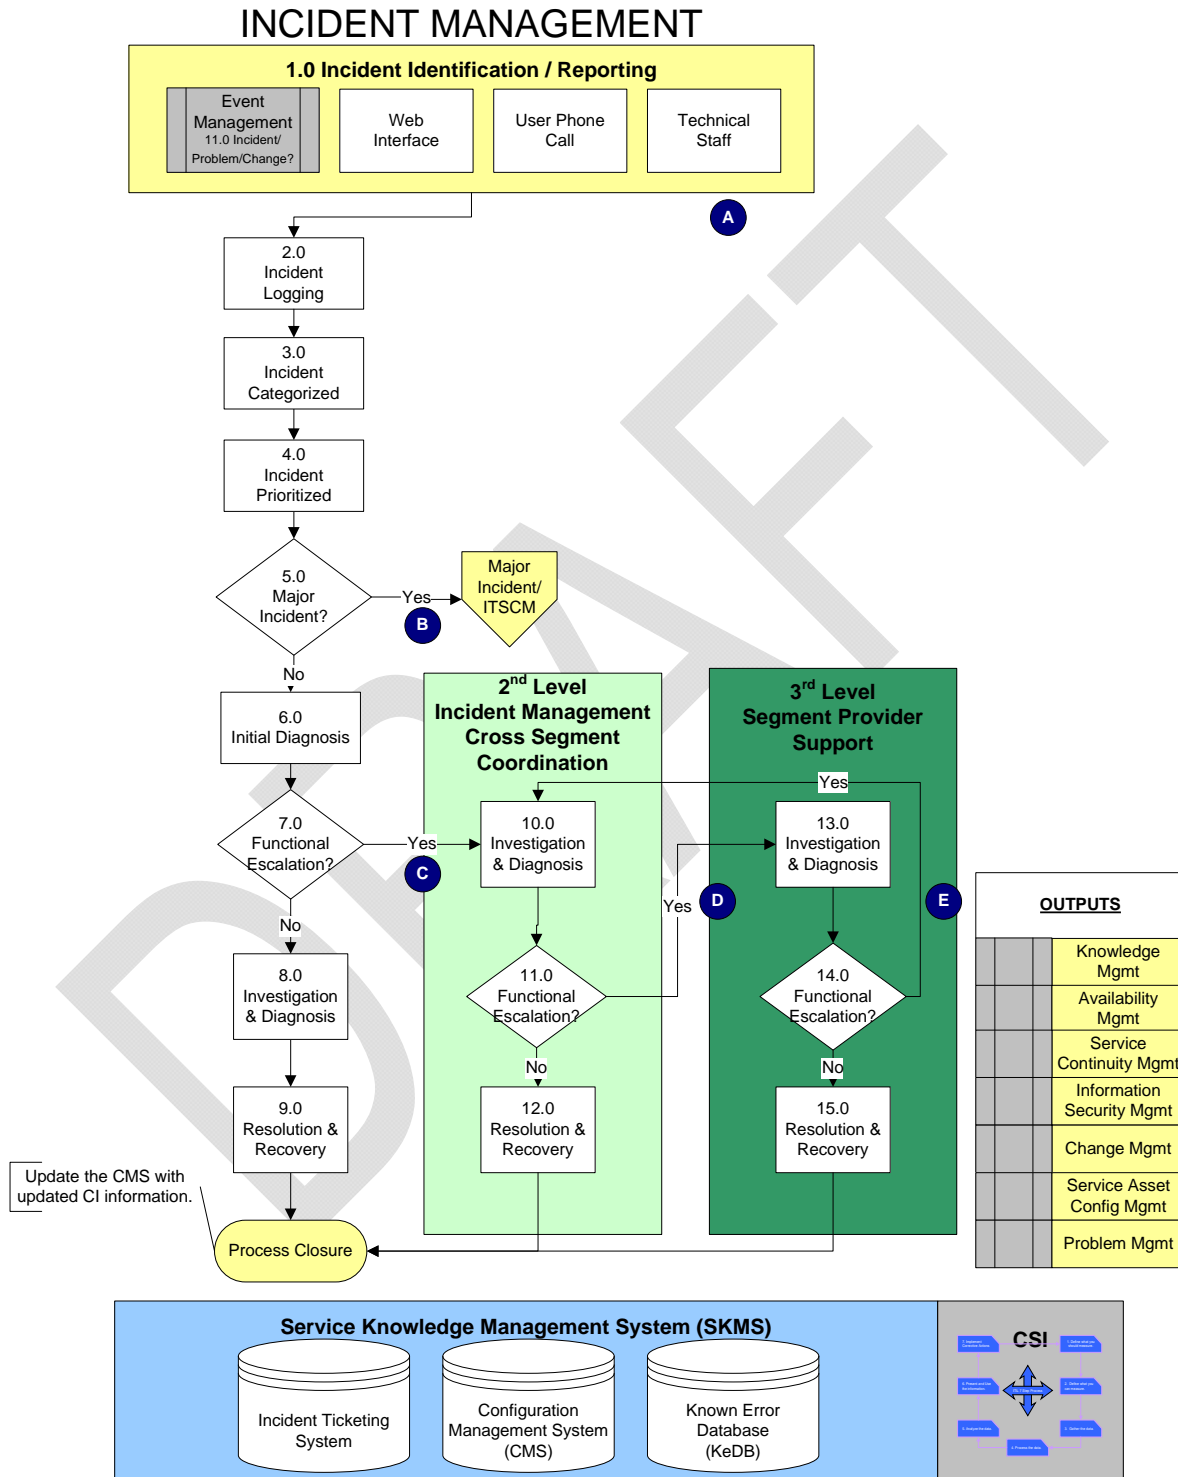 INCIDENT MANAGEMENT
1.0 Incident Identification / Reporting
Event
Management
11.0 Incident/
Problem/Change?
Web
Interface
User Phone
Call
Technical
Staff
A
2.0
Incident
Logging
3.0
Incident
Categorized
4.0
Incident
Prioritized
5.0
Major
Incident?
Yes
B
Major
Incident/
ITSCM
No
6.0
Initial Diagnosis
7.0
Functional
Escalation?
Yes
C
No
8.0
Investigation
& Diagnosis
9.0
Resolution &
Recovery
Update the CMS with
updated CI information.
Process Closure
2nd Level
Incident Management
Cross Segment
Coordination
10.0
Investigation
& Diagnosis
11.0
Functional
Escalation?
Yes
D
No
12.0
Resolution &
Recovery
3rd Level
Segment Provider
Support
Yes
13.0
Investigation
& Diagnosis
E
14.0
Functional
Escalation?
No
15.0
Resolution &
Recovery
OUTPUTS
Knowledge
Mgmt
Availability
Mgmt
Service
Continuity Mgmt
Information
Security Mgmt
Change Mgmt
Service Asset
Config Mgmt
Problem Mgmt
DRAFT
Service Knowledge Management System (SKMS)
Incident Ticketing
System
Configuration
Management System
(CMS)
Known Error
Database
(KeDB)
CSI